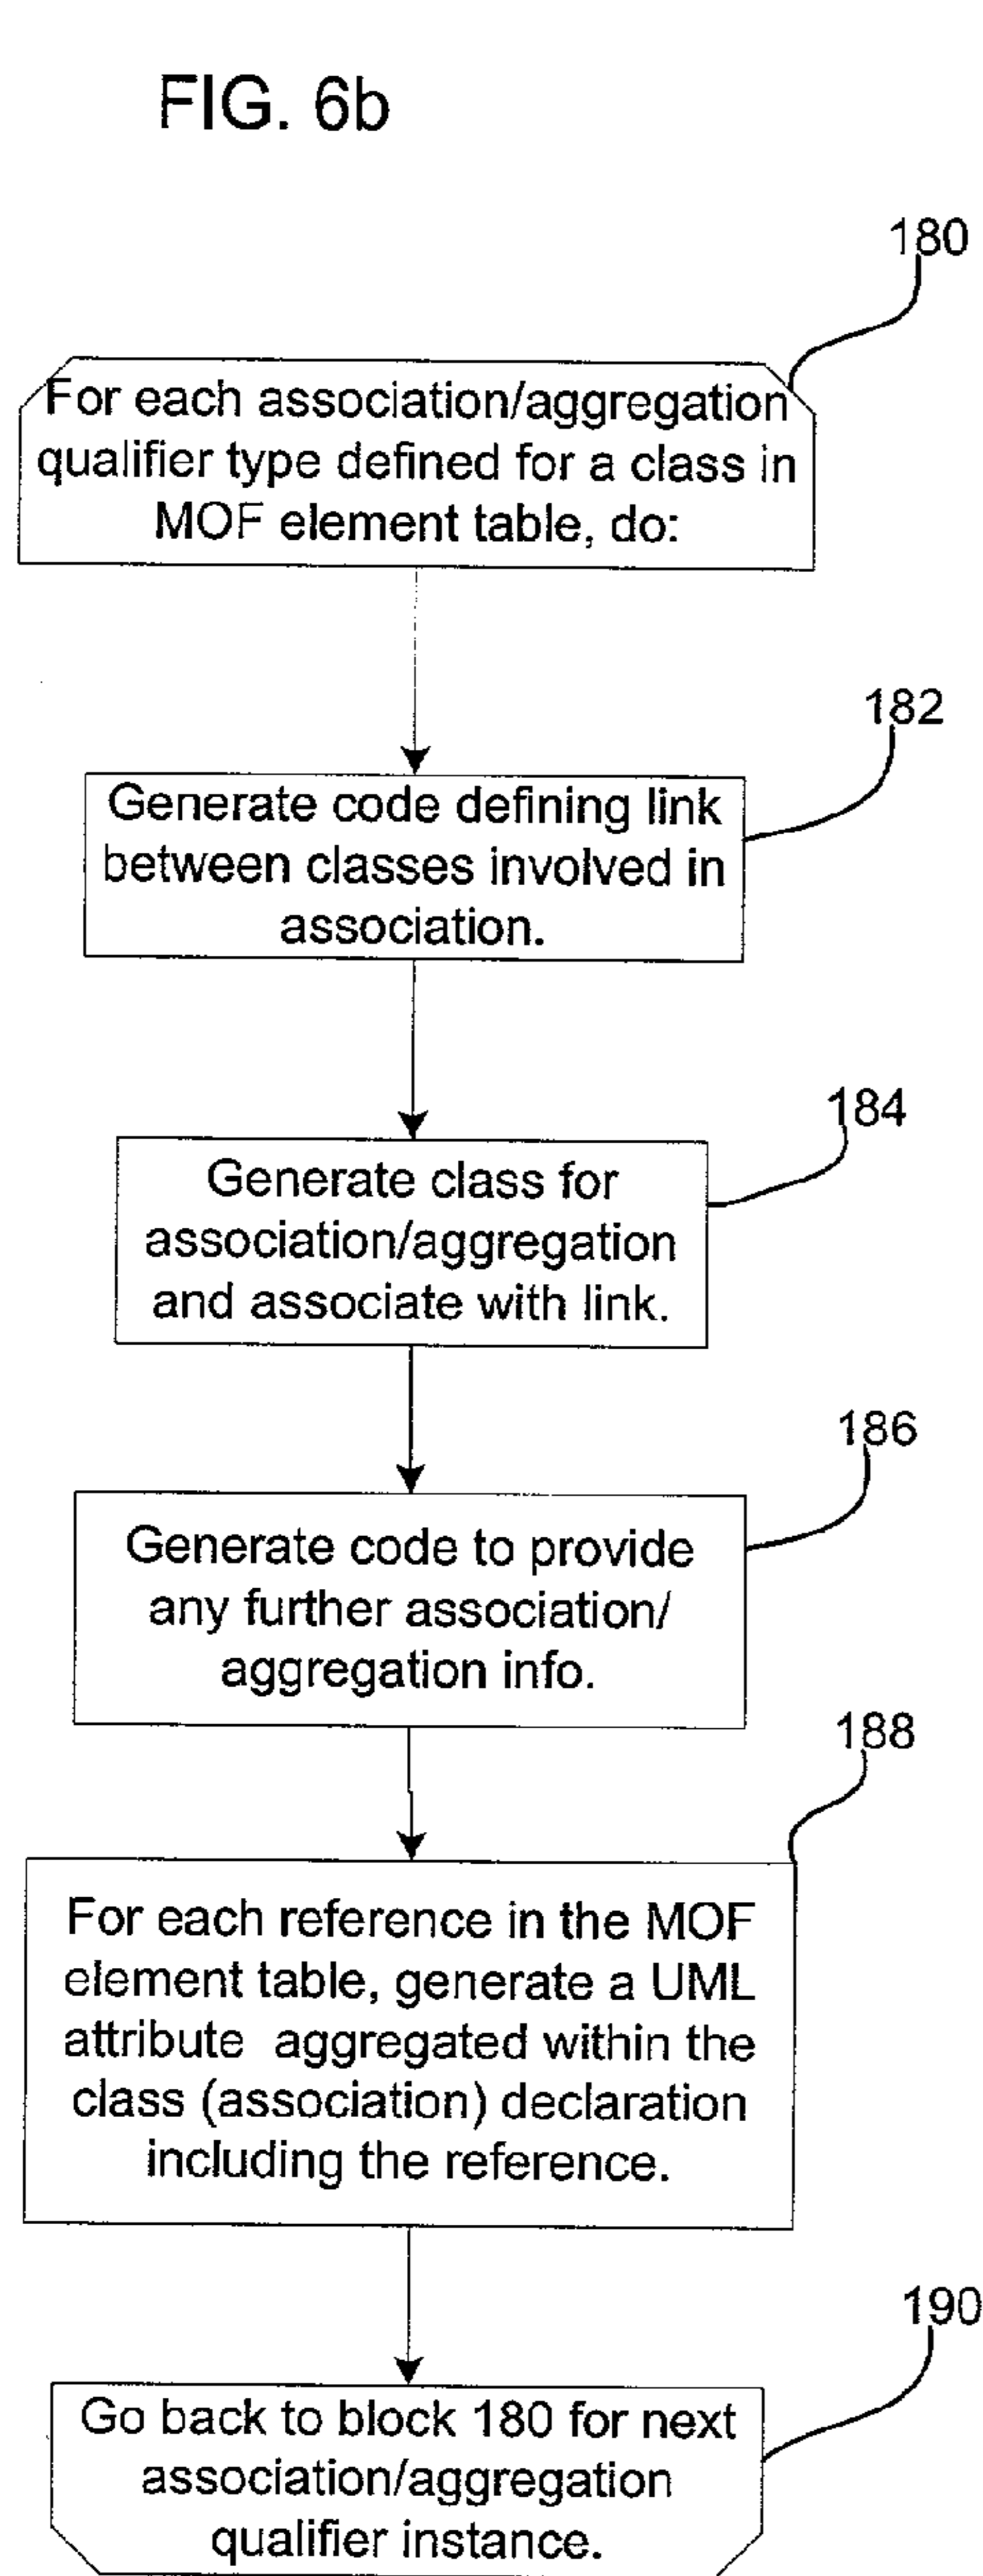 FIG. 6b
180
For each association/aggregation
qualifier type defined for a class in
MOF element table, do:
182
Generate code defining link
between classes involved in
association.
184
Generate class for
association/aggregation
and associate with link.
186
Generate code to provide
any further association/
aggregation info.
188
For each reference in the MOF
element table, generate a UML
attribute aggregated within the
class (association) declaration
including the reference.
190
Go back to block 180 for next
association/aggregation
qualifier instance.